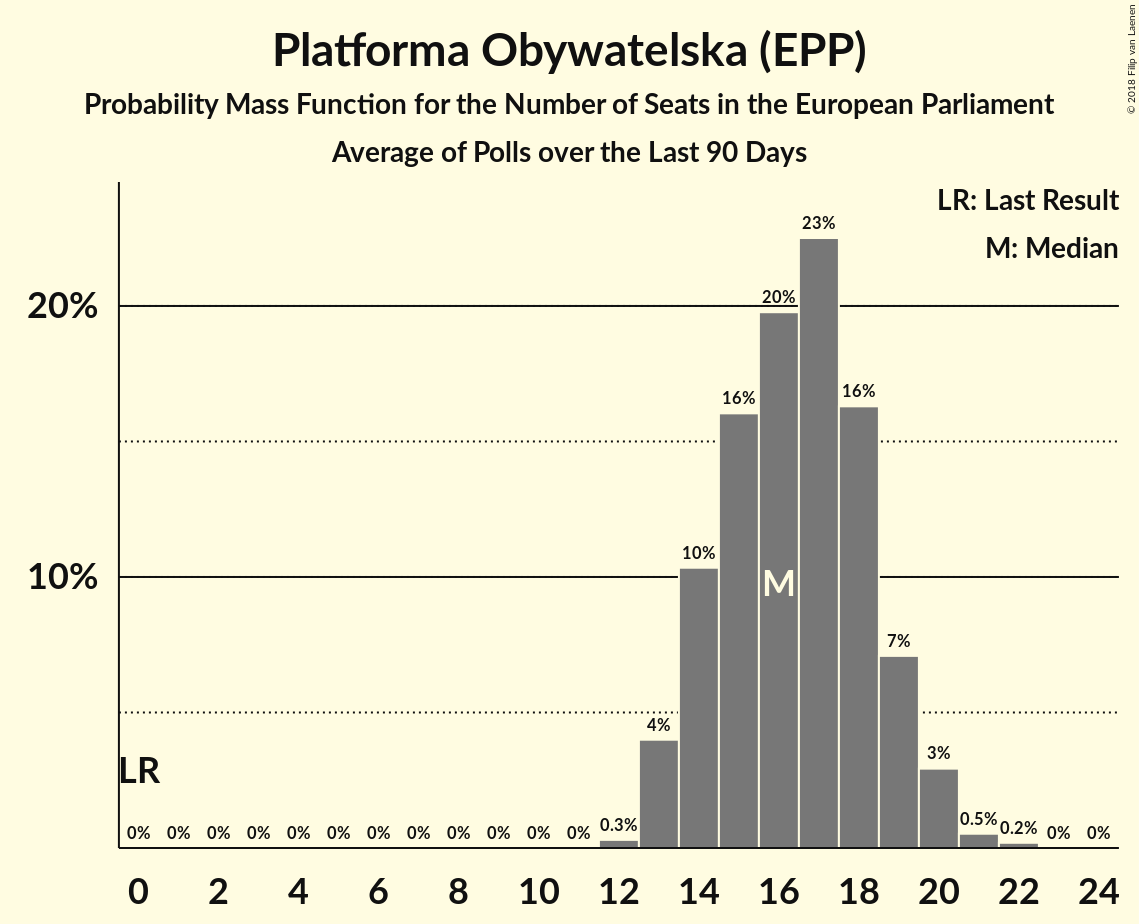 Platforma Obywatelska (EPP)
Probability Mass Function for the Number of Seats in the European Parliament
Average of Polls over the Last 90 Days
© 2018 Filip van Laenen
LR: Last Result
M: Median
23%
20%
20%
16%
16%
10%
10%
M
7%
4%
3%
LR
0% 0% 0% 0% 0% 0% 0% 0% 0% 0% 0% 0% 0.3% 0.5% 0.2% 0% 0%
0 2 4 6 8 10 12 14 16 18 20 22 24